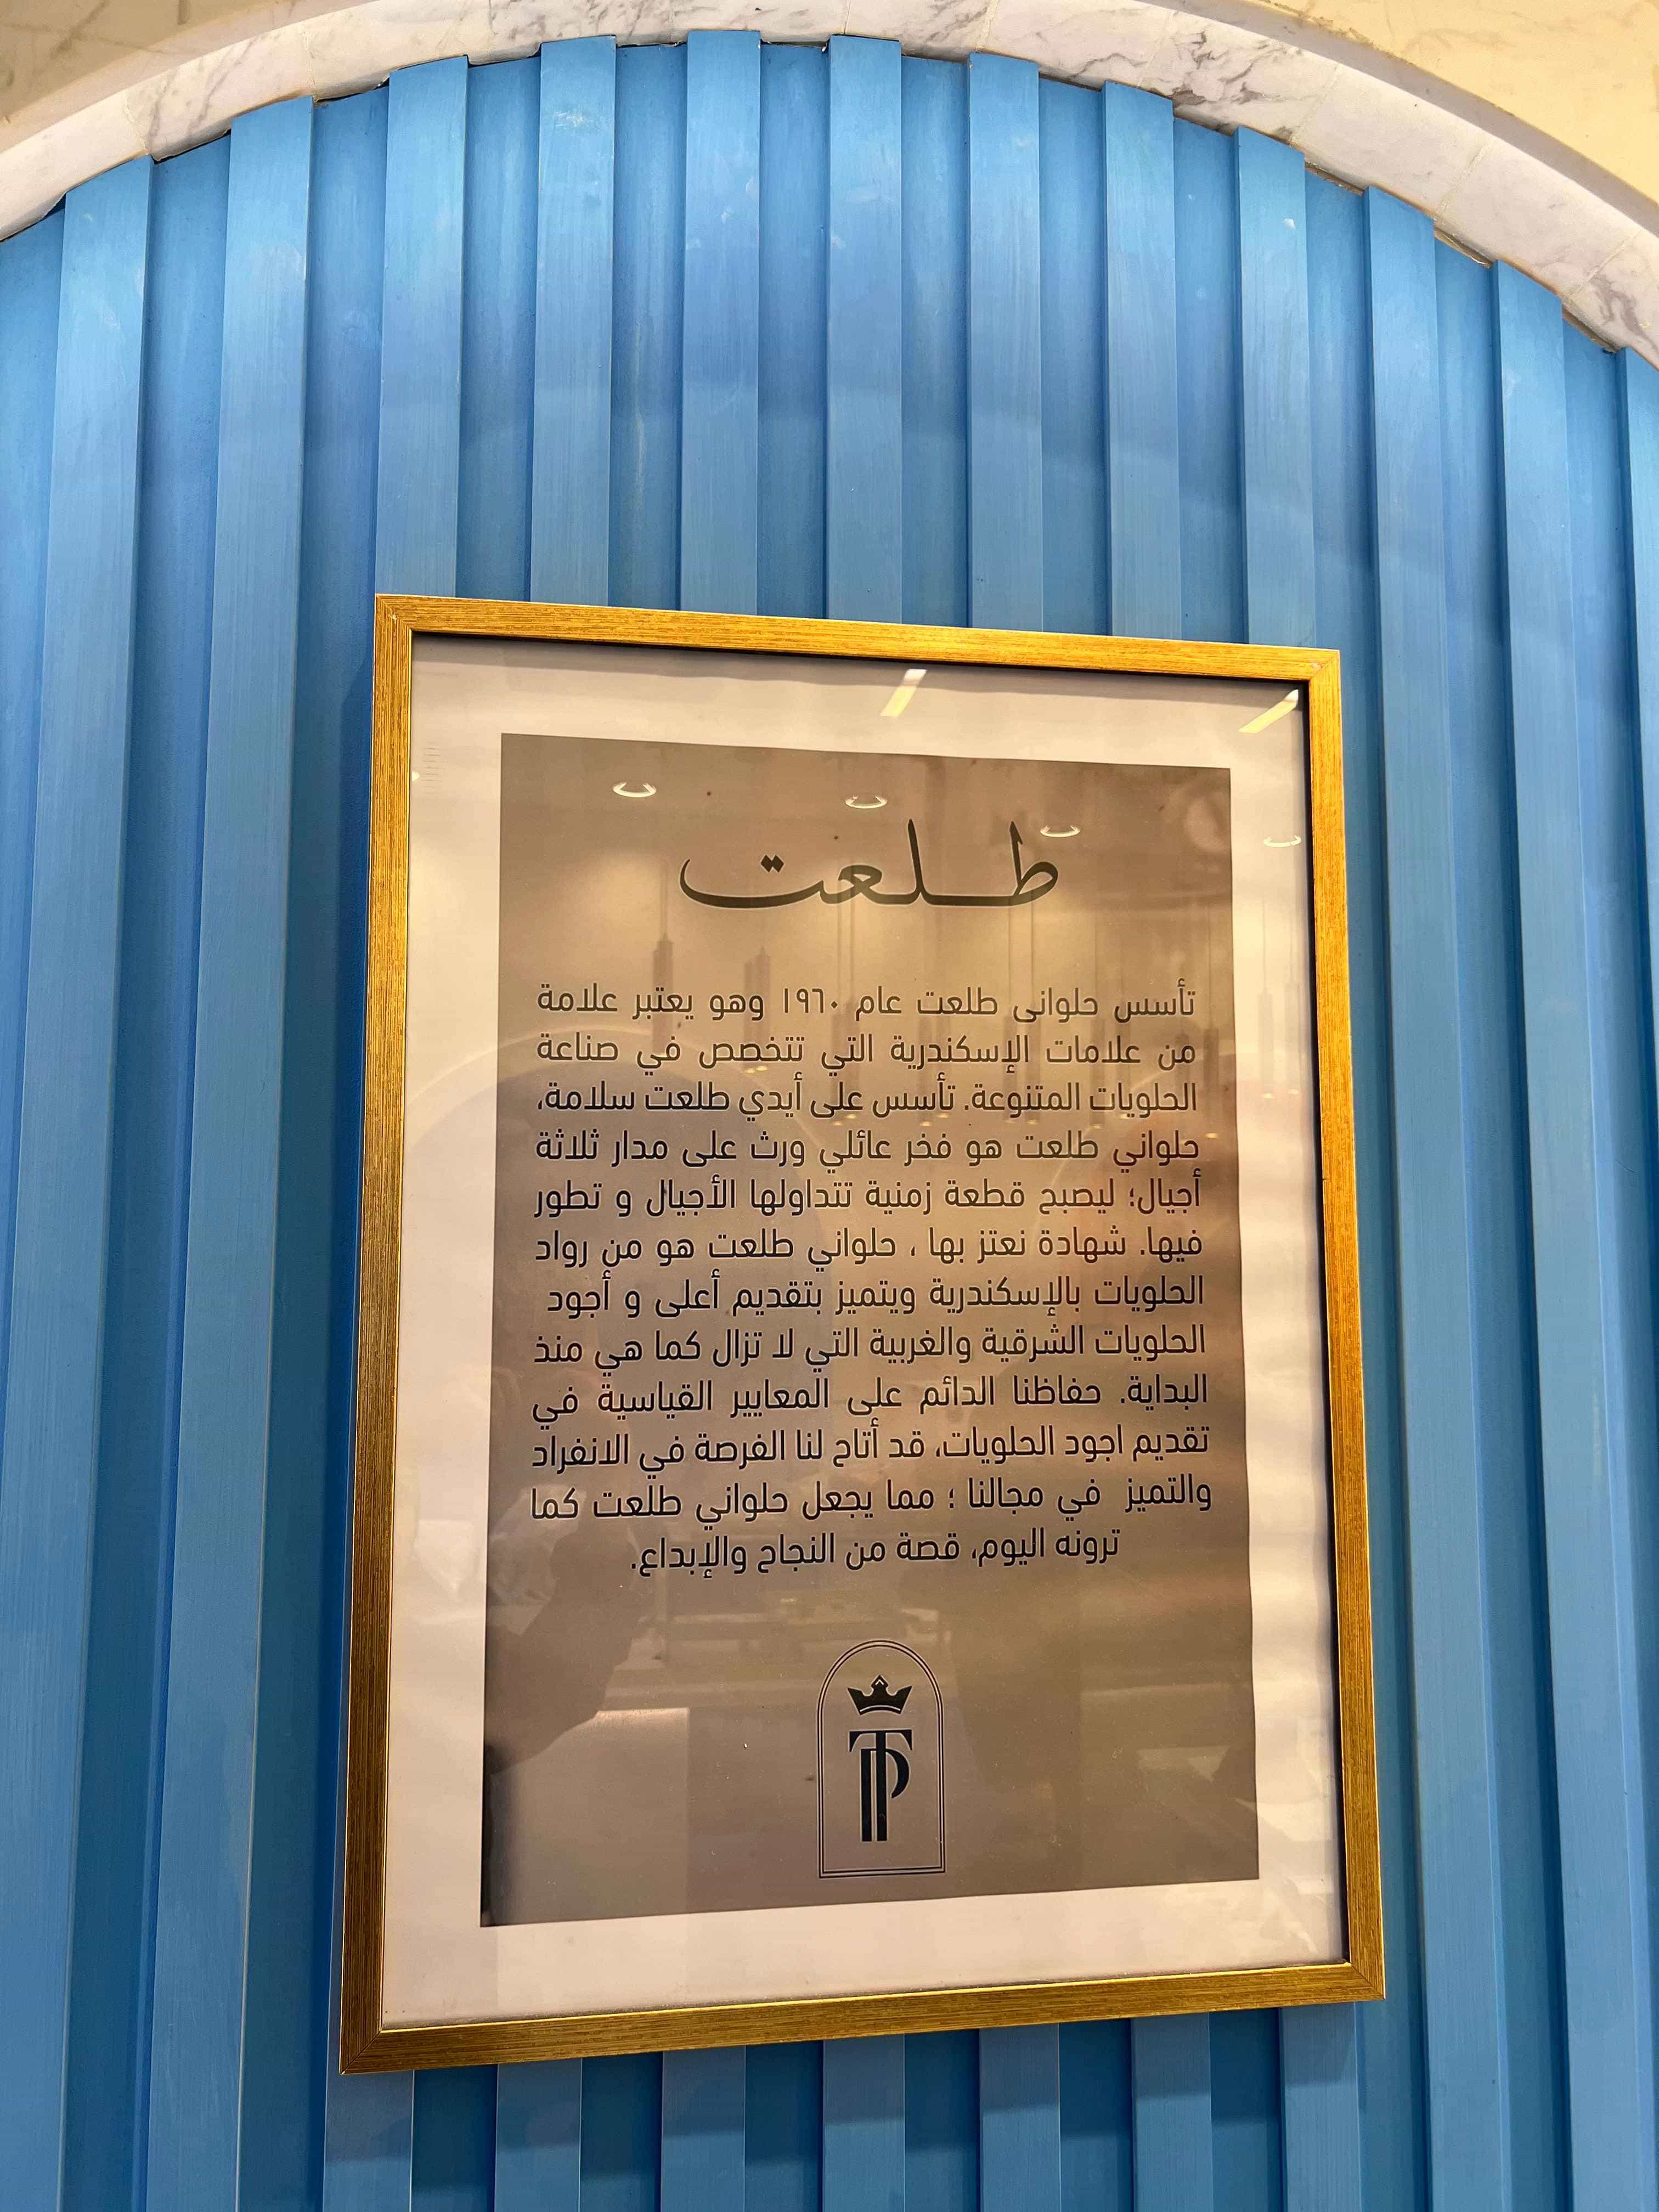 طلعت
تأسس حلوانى طلعت عام ١٩٦٠ وهو يعتبر علامة
من علامات الإسكندرية التي تتخصص في صناعة
الحلويات المتنوعة. تأسس على أيدي طلعت سلامة،
حلواني طلعت هو فخر عائلي ورث على مدار ثلاثة
أجيال؛ ليصبح قطعة زمنية تتداولها الأجيال و تطور
فيها. شهادة نعتز بها ، حلواني طلعت هو من رواد
الحلويات بالإسكندرية ويتميز بتقديم أعلى و أجود
الحلويات الشرقية والغربية التي لا تزال كما هي منذ
البداية. حفاظنا الدائم على المعايير القياسية في
تقديم اجود الحلويات، قد أتاح لنا الفرصة في الانفراد
والتميز في مجالنا ؛ مما يجعل حلواني طلعت كما
ترونه اليوم، قصة من النجاح والإبداع.
TP